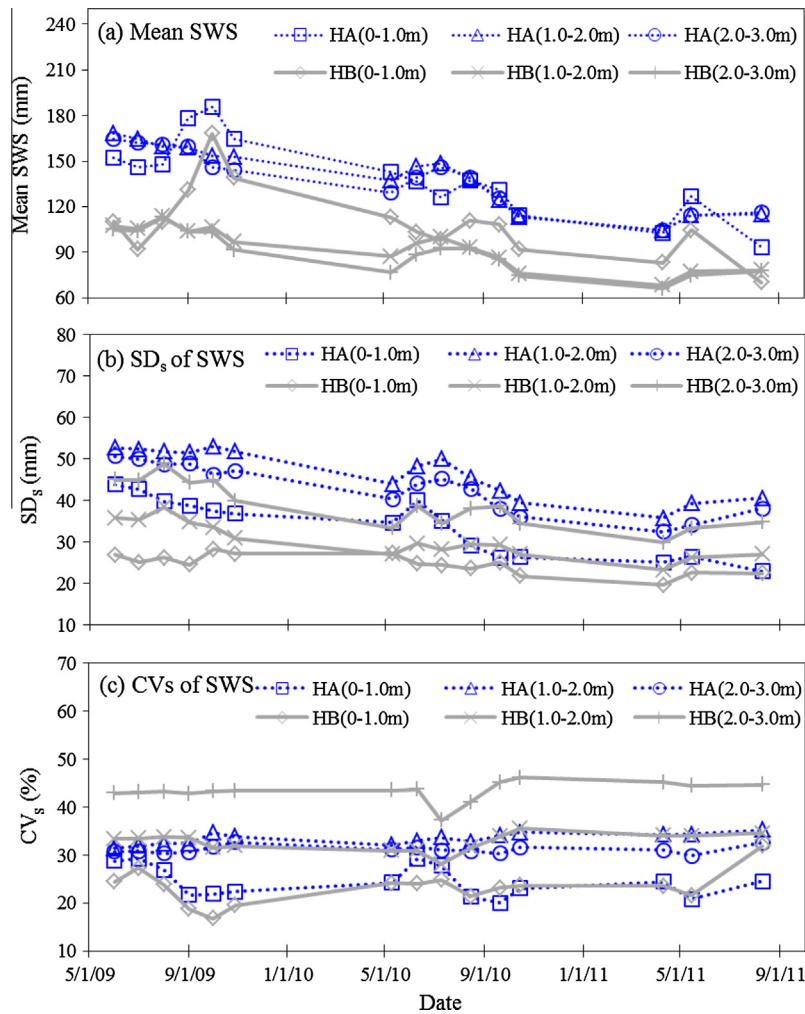 (a) Mean SWS
HA(0-1.0m) HA(1.0-2.0m) HA(2.0-3.0m)
HB(0-1.0m) HB(1.0-2.0m) HB(2.0-3.0m)
Mean SWS (mm)
240
210
180
150
120
90
60
(b) SDs of SWS
HA(0-1.0m) HA(1.0-2.0m) HA(2.0-3.0m)
HB(0-1.0m) HB(1.0-2.0m) HB(2.0-3.0m)
SDs (mm)
80
70
60
50
40
30
20
10
(c) CVs of SWS
HA(0-1.0m) HA(1.0-2.0m) HA(2.0-3.0m)
HB(0-1.0m) HB(1.0-2.0m) HB(2.0-3.0m)
CVs (%)
70
60
50
40
30
20
10
5/1/09 9/1/09 1/1/10 5/1/10 9/1/10 1/1/11 5/1/11 9/1/11
Date